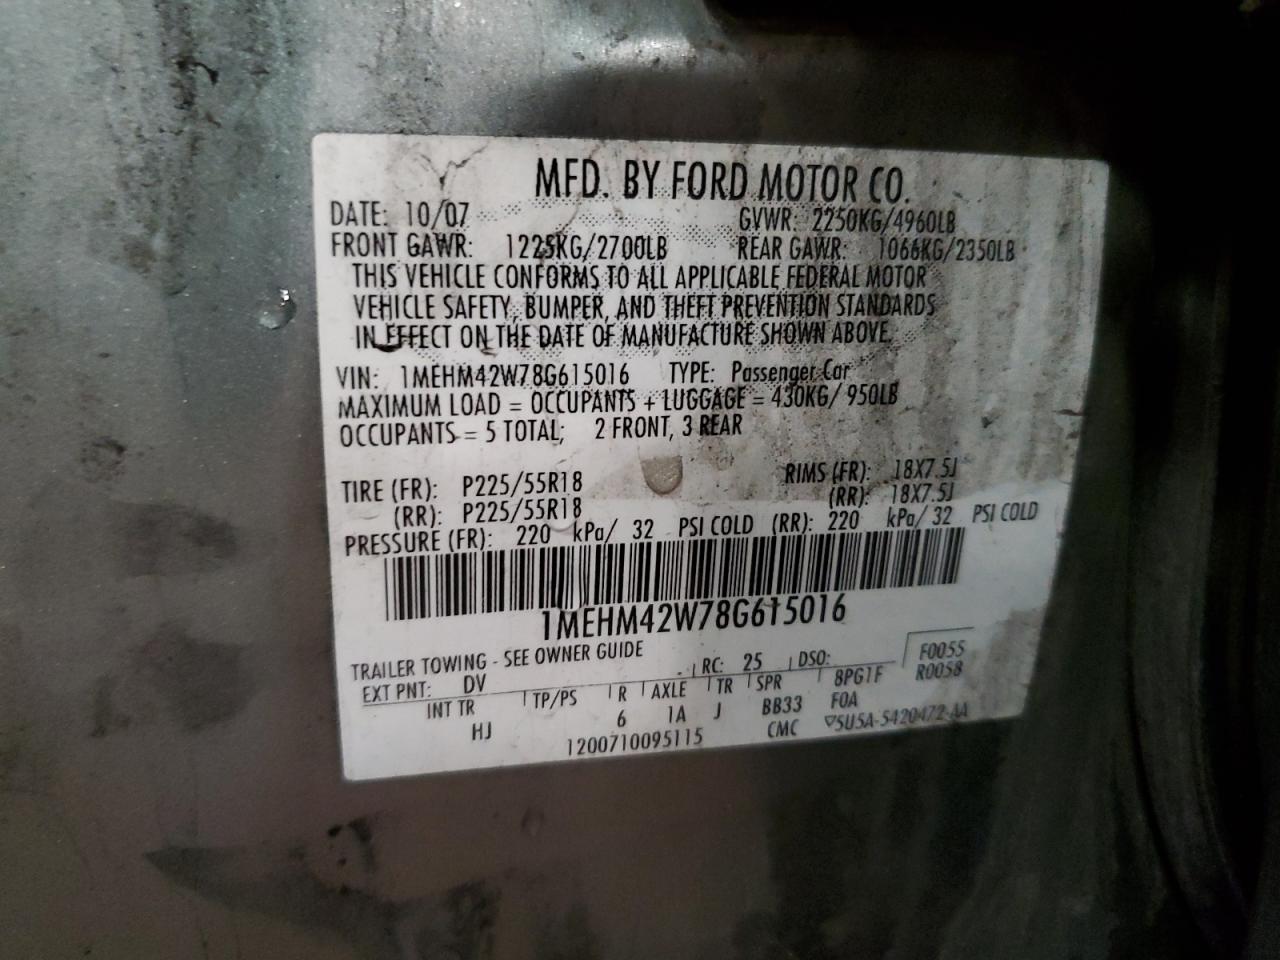 MFD. BY FORD MOTOR CO.
DATE: 10/07 GVWR: 2250KG/4960LB
FRONT GAWR: 1225KG/2700LB REAR GAWR: 1066KG/2350LB
THIS VEHICLE CONFORMS TO ALL APPLICABLE FEDERAL MOTOR
VEHICLE SAFETY, BUMPER, AND THEFT PREVENTION STANDARDS
IN EFFECT ON THE DATE OF MANUFACTURE SHOWN ABOVE.
VIN: 1MEHM42W78G615016 TYPE: Passenger Car
MAXIMUM LOAD = OCCUPANTS + LUGGAGE = 430KG/ 950LB
OCCUPANTS = 5 TOTAL; 2 FRONT, 3 REAR
TIRE (FR): P225/55R18 RIMS (FR): 18X7.5J
(RR): P225/55R18 (RR): 18X7.5J
PRESSURE (FR): 220 kPa/ 32 PSI COLD (RR): 220 kPa/ 32 PSI COLD
1MEHM42W78G615016
TRAILER TOWING - SEE OWNER GUIDE
EXT PNT: DV RC: 25 DSO: F0055
INT TR TP/PS R AXLE TR SPR 8PG1F R0058
HJ 6 1A J BB33 FOA
1200710095115 CMC ▽5U5A-5420472-AA